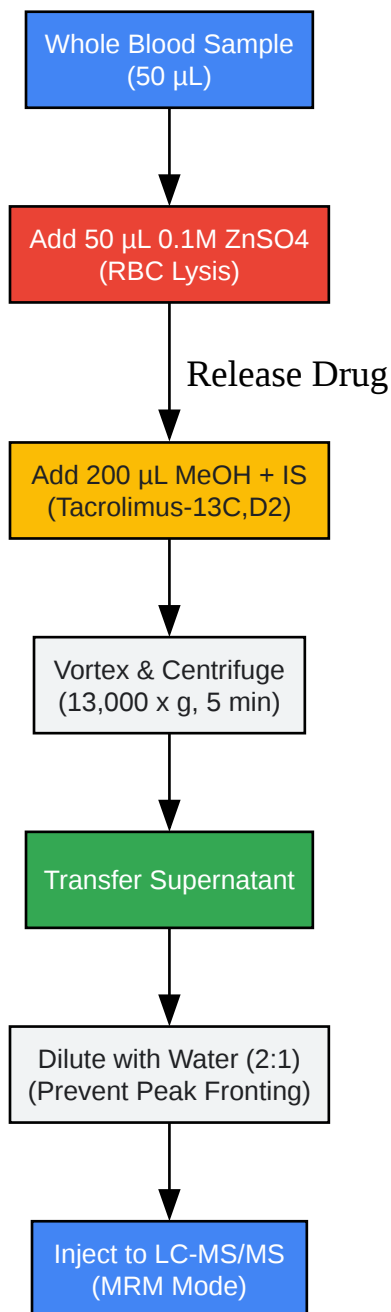 Whole Blood Sample
(50 µL)
Add 50 µL 0.1M ZnSO4
(RBC Lysis)
Release Drug
Add 200 µL MeOH + IS
(Tacrolimus-13C,D2)
Vortex & Centrifuge
(13,000 x g, 5 min)
Transfer Supernatant
Dilute with Water (2:1)
(Prevent Peak Fronting)
Inject to LC-MS/MS
(MRM Mode)